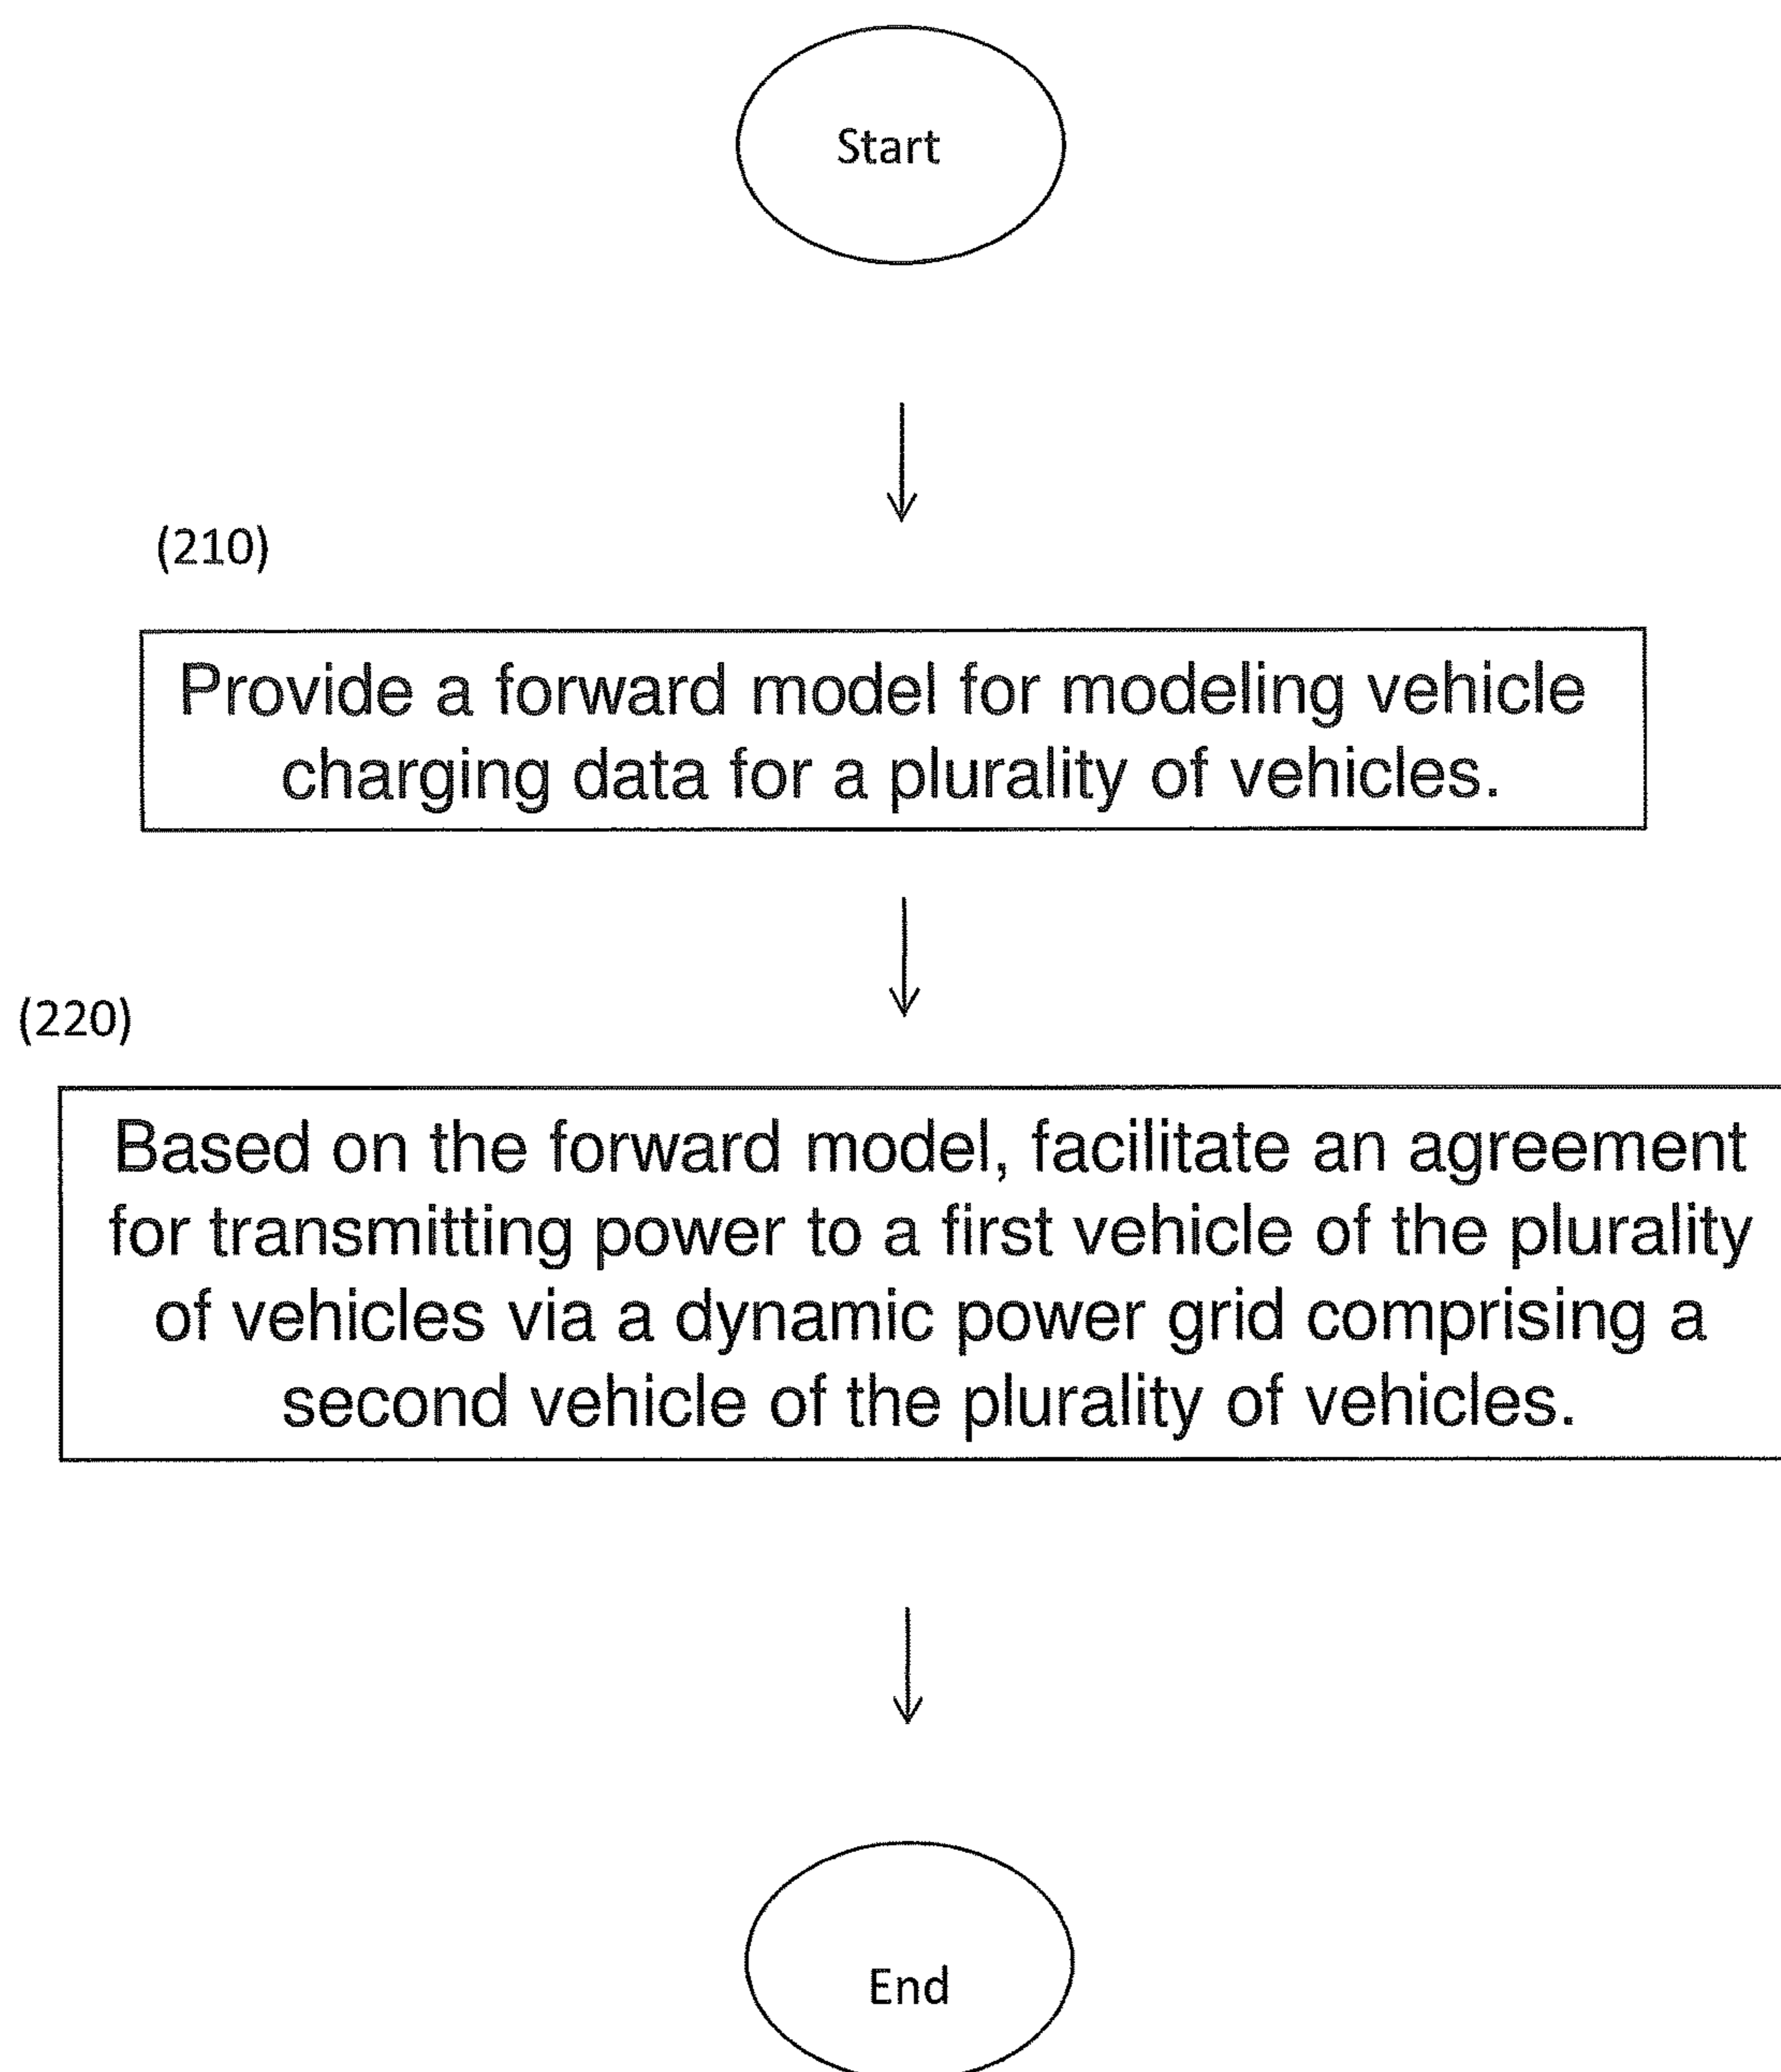 Start
(210)
Provide a forward model for modeling vehicle
charging data for a plurality of vehicles.
(220)
Based on the forward model, facilitate an agreement
for transmitting power to a first vehicle of the plurality
of vehicles via a dynamic power grid comprising a
second vehicle of the plurality of vehicles.
End